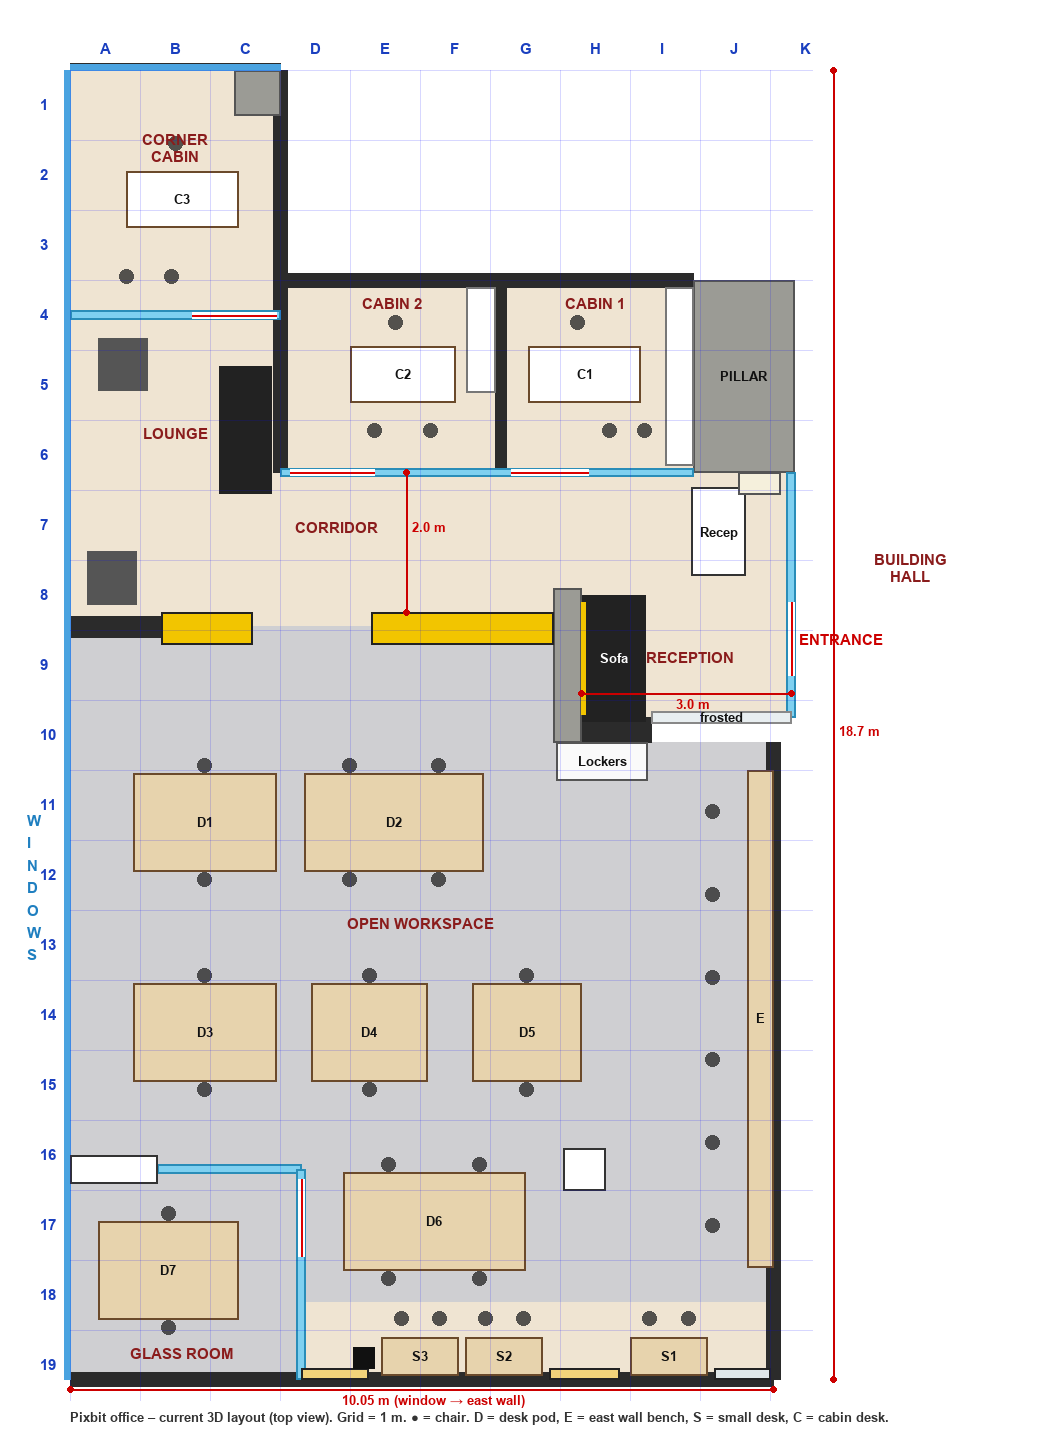 A B C D E F G H I J K
1
CORNER
CABIN
2
C3
3
4
CABIN 2
CABIN 1
5
C2
C1
PILLAR
LOUNGE
6
7
CORRIDOR
2.0 m
Recep
BUILDING
HALL
8
ENTRANCE
9
Sofa
RECEPTION
3.0 m
frosted
10
18.7 m
Lockers
11
W
I
N
D
O
W
S
D1
D2
12
OPEN WORKSPACE
13
14
D3
D4
D5
E
15
16
17
D6
D7
18
GLASS ROOM
S3
S2
S1
19
10.05 m (window → east wall)
Pixbit office – current 3D layout (top view). Grid = 1 m. ● = chair. D = desk pod, E = east wall bench, S = small desk, C = cabin desk.